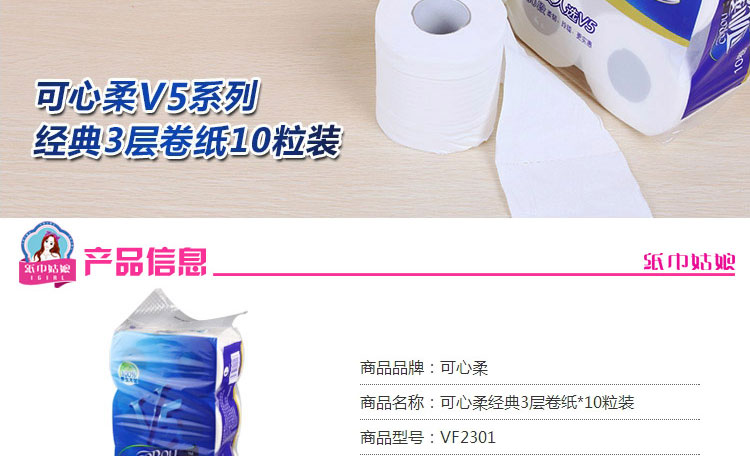 可心柔V5系列
经典3层卷纸10粒装
纸巾姑娘
产品信息
纸巾姑娘
商品品牌：可心柔
商品名称：可心柔经典3层卷纸*10粒装
商品型号：VF2301